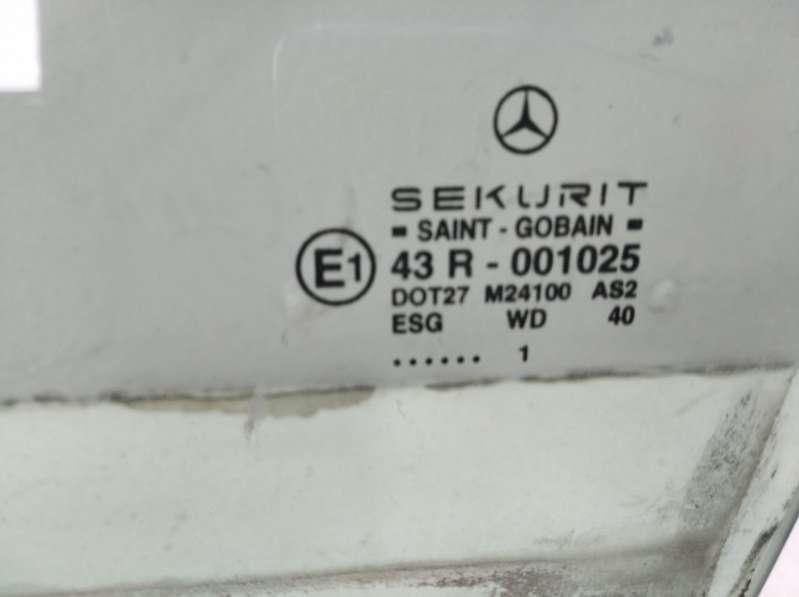 SEKURIT
- SAINT - GOBAIN -
E1 43 R - 001025
DOT27 M24100 AS2
ESG WD 40
...... 1